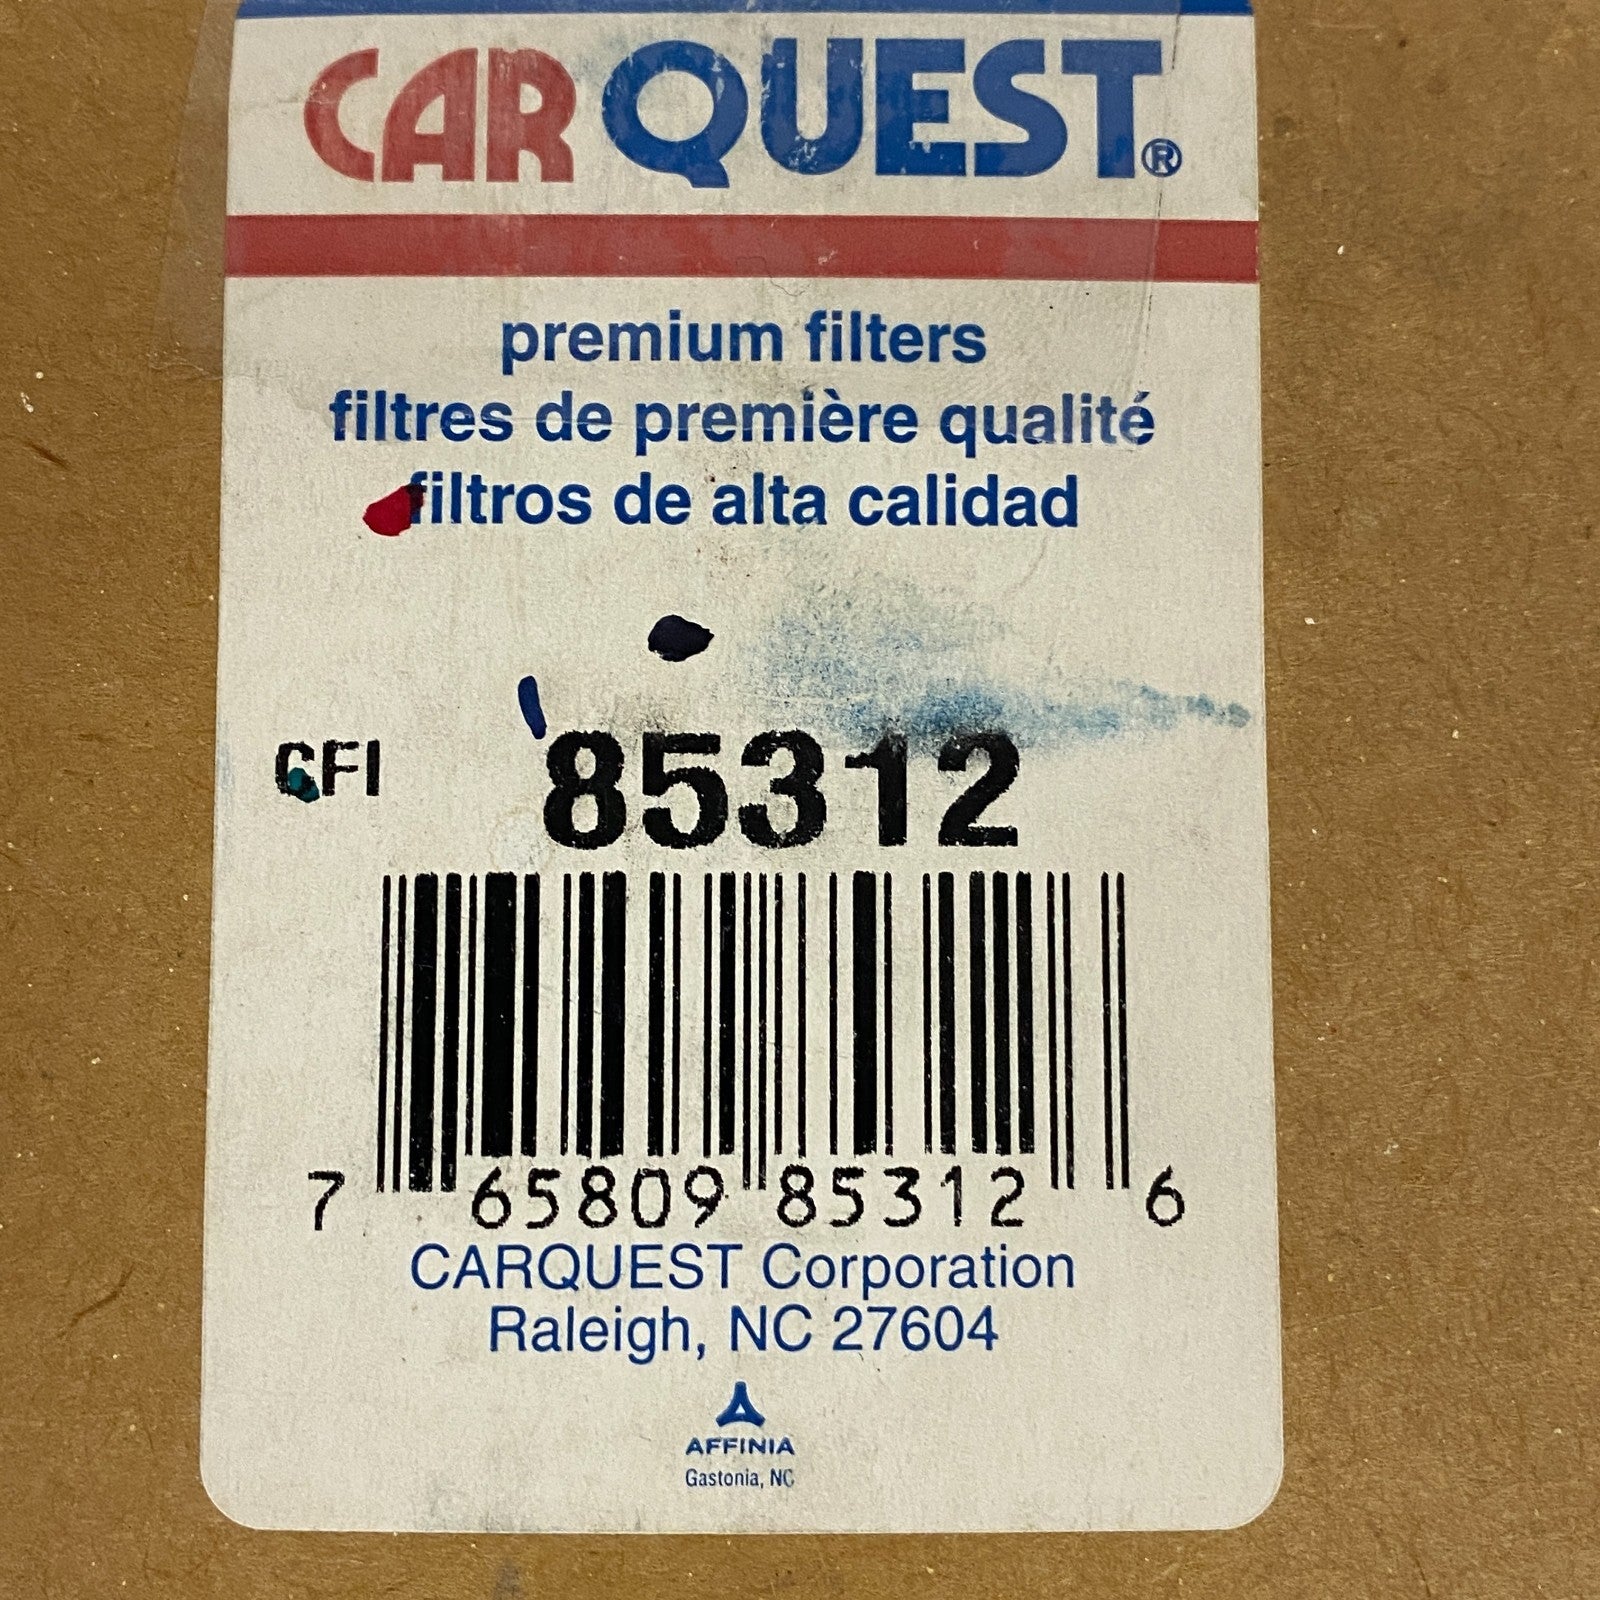 CARQUEST®
premium filters
filtres de première qualité
filtros de alta calidad
CFI 85312
7 65809 85312 6
CARQUEST Corporation
Raleigh, NC 27604
AFFINIA
Gastonia, NC